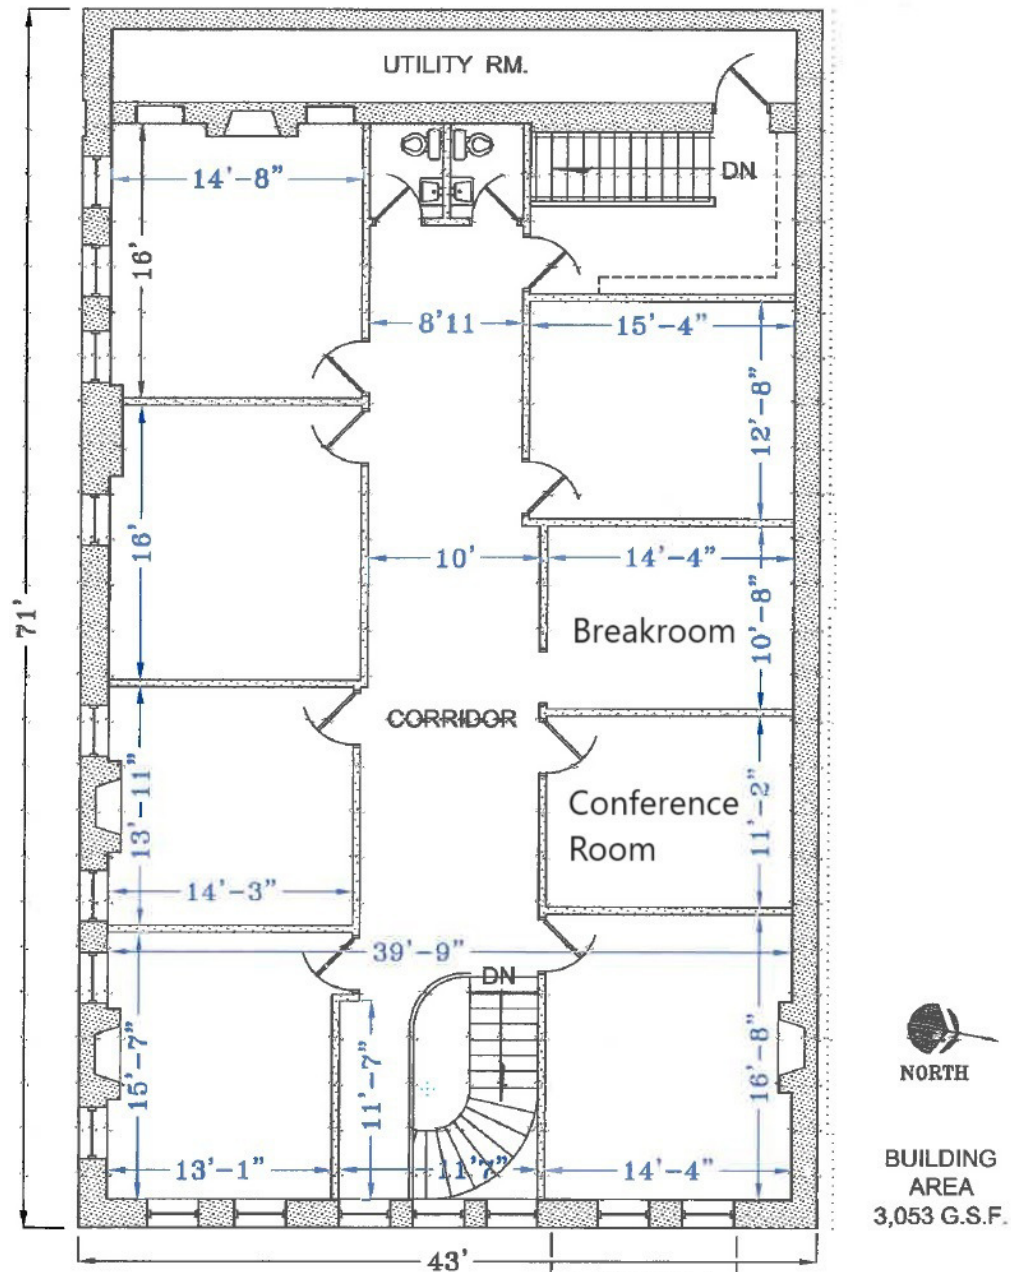 UTILITY RM.
14'-8"
DN
16'
8'11
15'-4"
12'-8"
16'
10'
14'-4"
10'-8"
Breakroom
71'
CORRIDOR
13'-11"
Conference
Room
11'-2"
14'-3"
39'-9"
DN
15'-7"
11'-7"
16'-8"
NORTH
13'-1"
11'7"
14'-4"
BUILDING
AREA
3,053 G.S.F.
43'